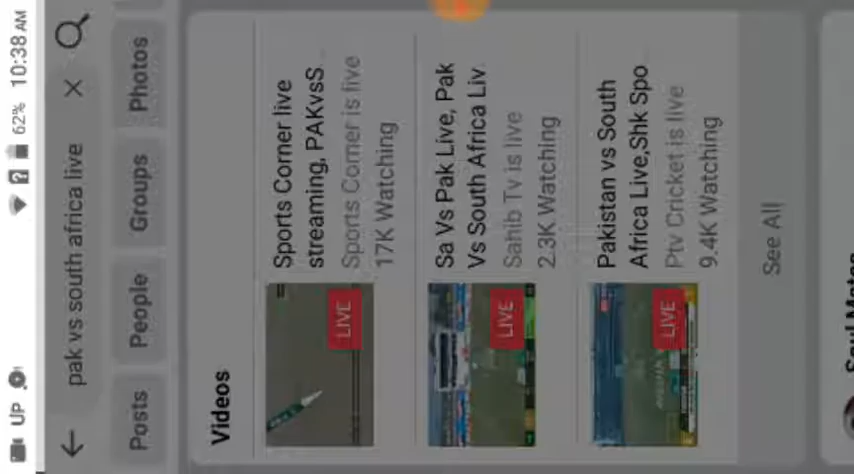 UP
62% 10:38 AM
pak vs south africa live
Posts People Groups Photos
Videos
LIVE
Sports Corner live
streaming, PAKvsS
Sports Corner is live
17K Watching
LIVE
Sa Vs Pak Live, Pak
Vs South Africa Liv
Sahib Tv is live
2.3K Watching
LIVE
Pakistan vs South
Africa Live,Shk Spo
Ptv Cricket is live
9.4K Watching
See All